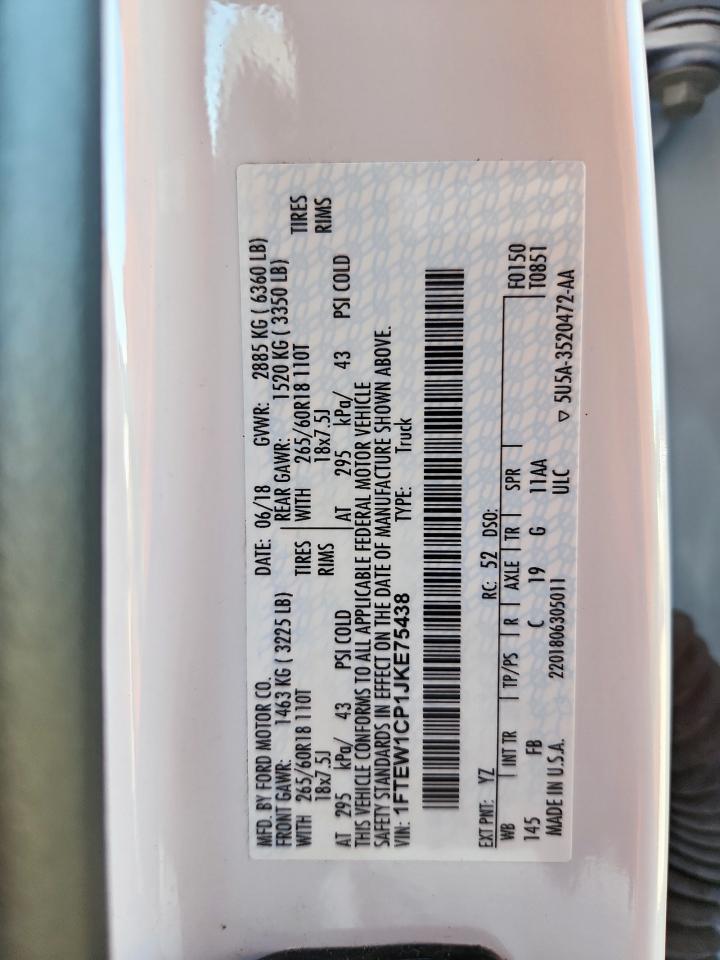 MFD. BY FORD MOTOR CO. DATE: 06/18 GVWR: 2885 KG ( 6360 LB)
FRONT GAWR: 1463 KG ( 3225 LB) REAR GAWR: 1520 KG ( 3350 LB)
WITH 265/60R18 110T TIRES WITH 265/60R18 110T TIRES
18x7.5J RIMS 18x7.5J RIMS
AT 295 kPa/ 43 PSI COLD AT 295 kPa/ 43 PSI COLD
THIS VEHICLE CONFORMS TO ALL APPLICABLE FEDERAL MOTOR VEHICLE
SAFETY STANDARDS IN EFFECT ON THE DATE OF MANUFACTURE SHOWN ABOVE.
VIN: 1FTEW1CP1JKE75438 TYPE: Truck
EXT PNT: YZ RC: 52 DSO:
WB INT TR TP/PS R AXLE TR SPR F0150
145 FB C 19 G 11AA T0851
MADE IN U.S.A. 2201806305011 ULC ▽ 5U5A-3520472-AA